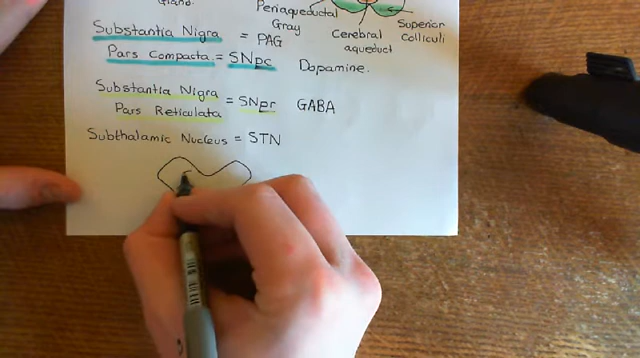 Gland.
Periaqueductal
Gray
= PAG
Cerebral
aqueduct
Superior
Colliculi
Substantia Nigra
Pars Compacta = SNpc
Dopamine.
Substantia Nigra
Pars Reticulata = SNpr GABA
Subthalamic Nucleus = STN